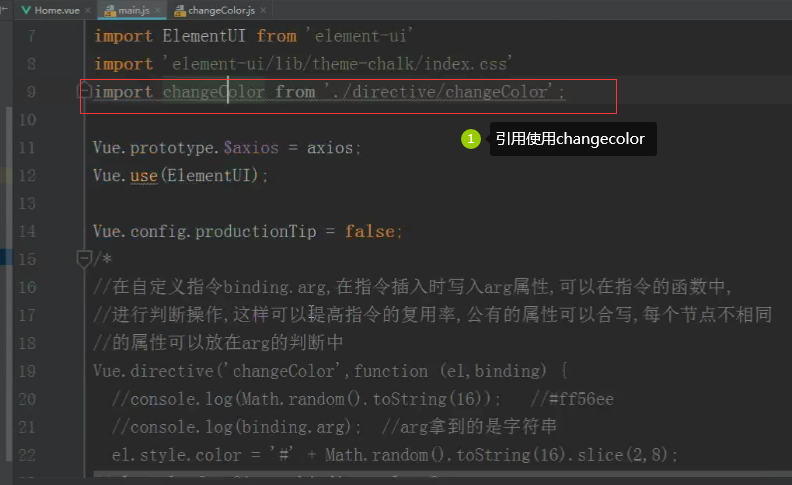 Home.vue main.js changeColor.js
7 import ElementUI from 'element-ui'
8 import 'element-ui/lib/theme-chalk/index.css'
9 import changeColor from './directive/changeColor';
10
11 Vue.prototype.$axios = axios;
1 引用使用changecolor
12 Vue.use(ElementUI);
13
14 Vue.config.productionTip = false;
15 /*
16 //在自定义指令binding.arg,在指令插入时写入arg属性,可以在指令的函数中,
17 //进行判断操作,这样可以提高指令的复用率,公有的属性可以合写,每个节点不相同
18 //的属性可以放在arg的判断中
19 Vue.directive('changeColor',function (el,binding) {
20 //console.log(Math.random().toString(16)); //#ff56ee
21 //console.log(binding.arg); //arg拿到的是字符串
22 el.style.color = '#' + Math.random().toString(16).slice(2,8);